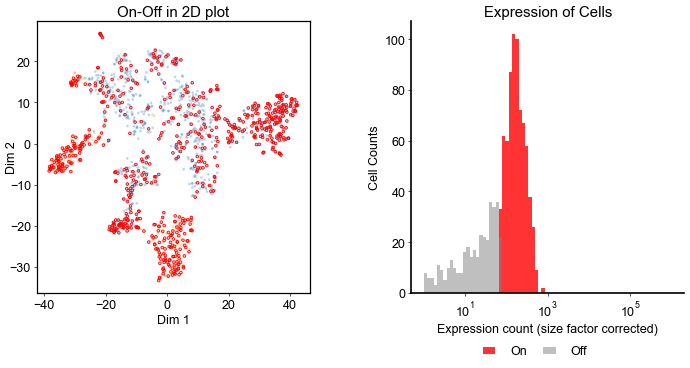 On-Off in 2D plot
20
10
0
−10
−20
−30
Dim 2
−40
−20
0
20
40
Dim 1
Expression of Cells
100
80
60
40
20
0
Cell Counts
10^1
10^3
10^5
Expression count (size factor corrected)
On
Off